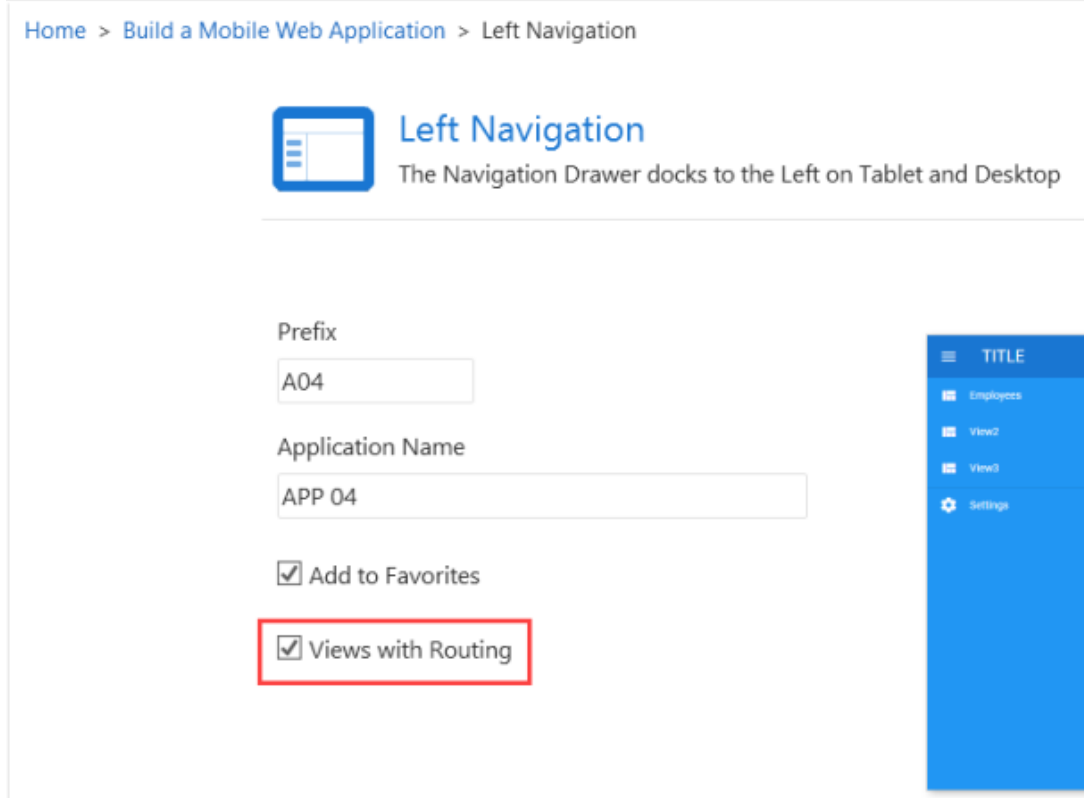 Home > Build a Mobile Web Application > Left Navigation
Left Navigation
The Navigation Drawer docks to the Left on Tablet and Desktop
Prefix
A04
Application Name
APP 04
Add to Favorites
Views with Routing
TITLE
Employees
View2
View3
Settings